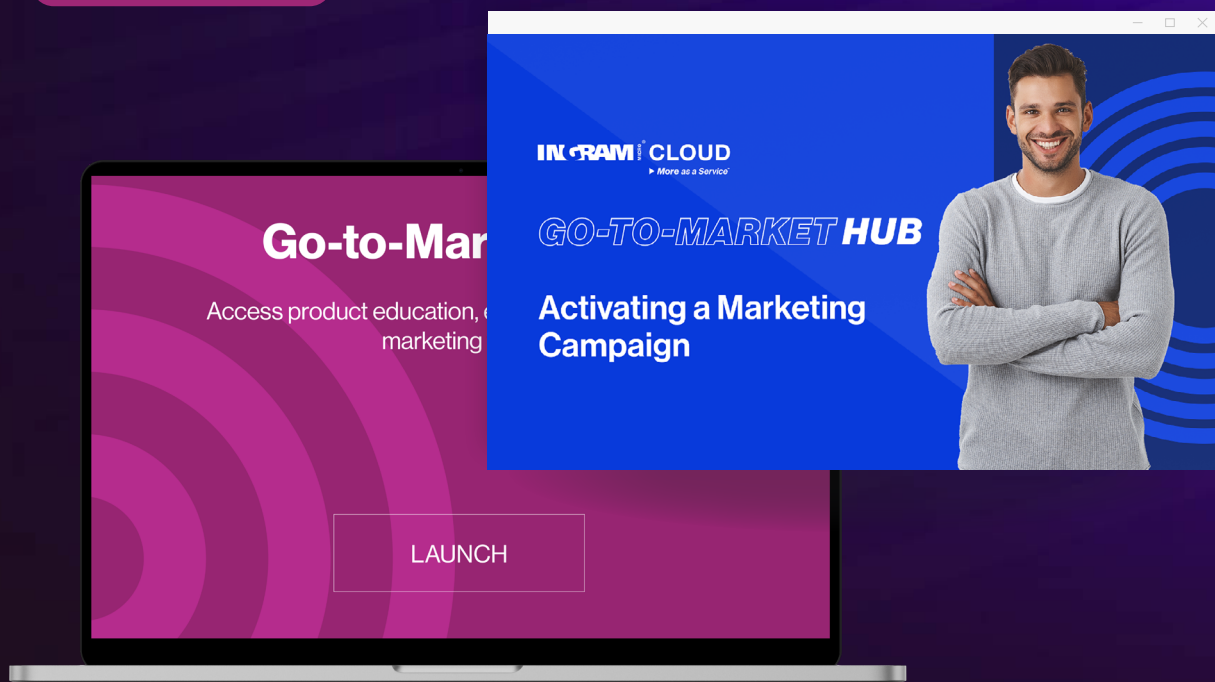 INGRAM MICRO® CLOUD
More as a Service
GO-TO-MARKET HUB
Activating a Marketing
Campaign
Go-to-Mar
Access product education,
marketing
LAUNCH